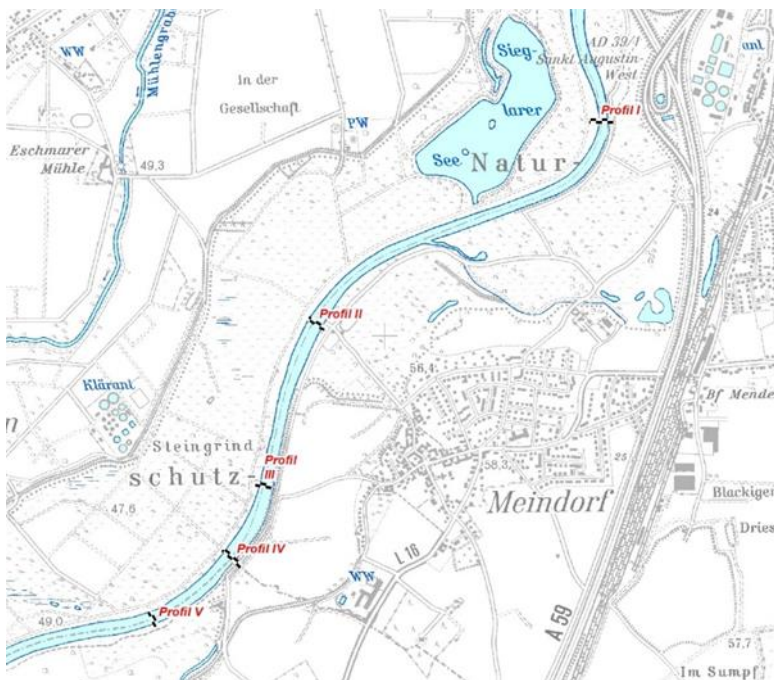 WW
Mühlengrab
in der
Gesellschaft
PW
Eschmarer
Mühle
49,3
Sieg-
larer
See
AD 59/1
Sankt Augustin-
West
Profil I
Natur-
24
Profil II
56,4
Klärанl
Steingrind
Profil
III
schutz-
47,6
58,3
25
Meindorf
Bf Mende
Blackiger
Dries
Profil IV
L 16
WW
A 59
Profil V
49,0
57,7
Im Sumpf